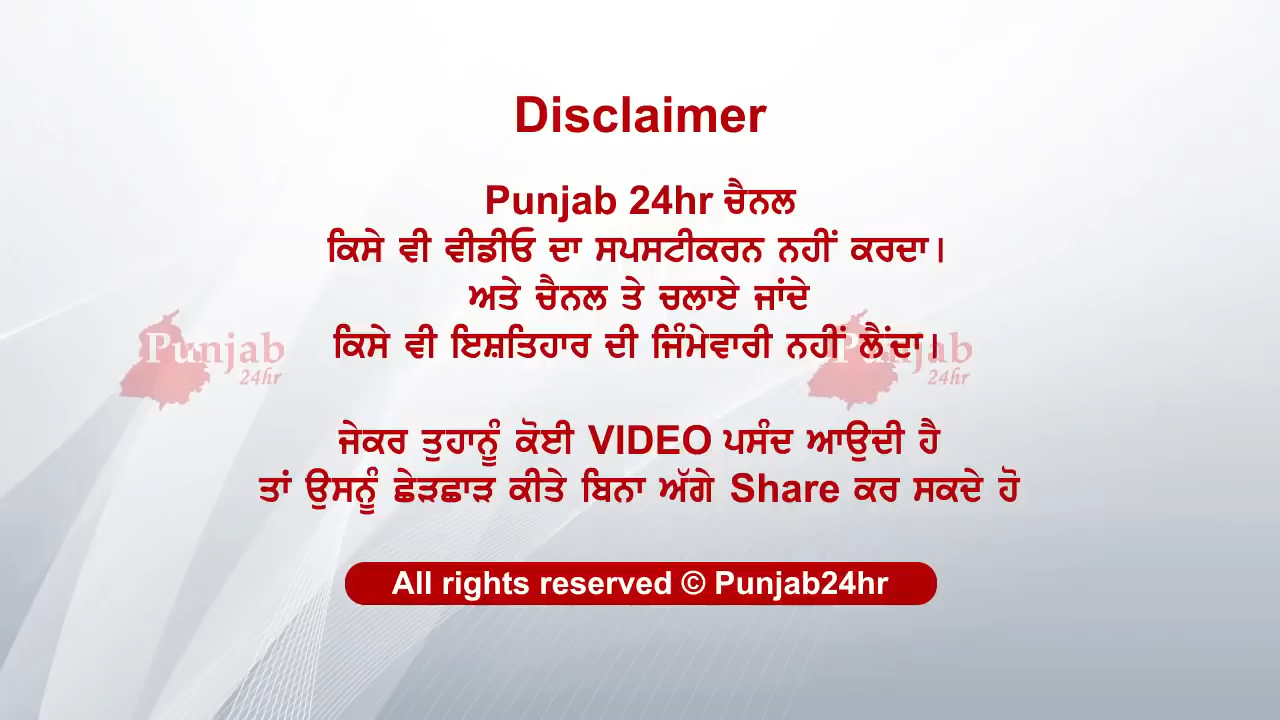 Disclaimer
Punjab 24hr ਚੈਨਲ
ਕਿਸੇ ਵੀ ਵੀਡੀਓ ਦਾ ਸਪਸਟੀਕਰਨ ਨਹੀਂ ਕਰਦਾ।
ਅਤੇ ਚੈਨਲ ਤੇ ਚਲਾਏ ਜਾਂਦੇ
ਕਿਸੇ ਵੀ ਇਸ਼ਤਿਹਾਰ ਦੀ ਜਿੰਮੇਵਾਰੀ ਨਹੀਂ ਲੈਂਦਾ।
Punjab
24hr
Punjab
24hr
ਜੇਕਰ ਤੁਹਾਨੂੰ ਕੋਈ VIDEO ਪਸੰਦ ਆਉਦੀ ਹੈ
ਤਾਂ ਉਸਨੂੰ ਛੇੜਛਾੜ ਕੀਤੇ ਬਿਨਾ ਅੱਗੇ Share ਕਰ ਸਕਦੇ ਹੋ
All rights reserved © Punjab24hr